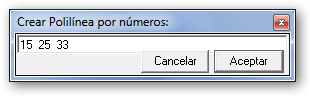 Crear Polilínea por números:
15 25 33
Cancelar Aceptar